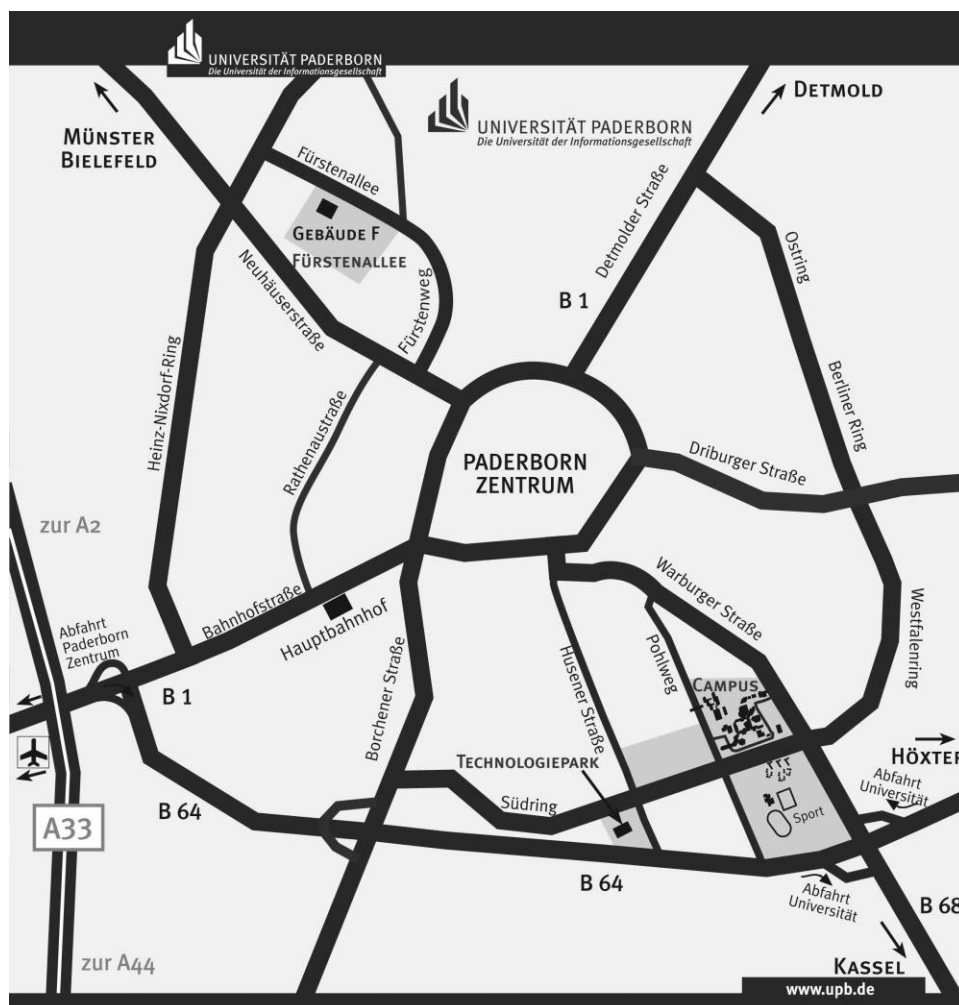 UNIVERSITÄT PADERBORN
Die Universität der Informationsgesellschaft
UNIVERSITÄT PADERBORN
Die Universität der Informationsgesellschaft
DETMOLD
MÜNSTER
BIELEFELD
Fürstenallee
GEBÄUDE F
FÜRSTENALLEE
Neuhäuserstraße
Fürstenweg
Detmolder Straße
B 1
Ostring
Berliner Ring
Heinz-Nixdorf-Ring
Rathenaustraße
PADERBORN
ZENTRUM
Driburger Straße
zur A2
Abfahrt
Paderborn
Zentrum
Bahnhofstraße
Hauptbahnhof
B 1
Borchener Straße
Husener Straße
Warburger Straße
Pohlweg
CAMPUS
Westfalenring
HÖXTER
TECHNOLOGIEPARK
Südring
Sport
Abfahrt
Universität
A33
B 64
B 64
Abfahrt
Universität
B 68
zur A44
KASSEL
www.upb.de